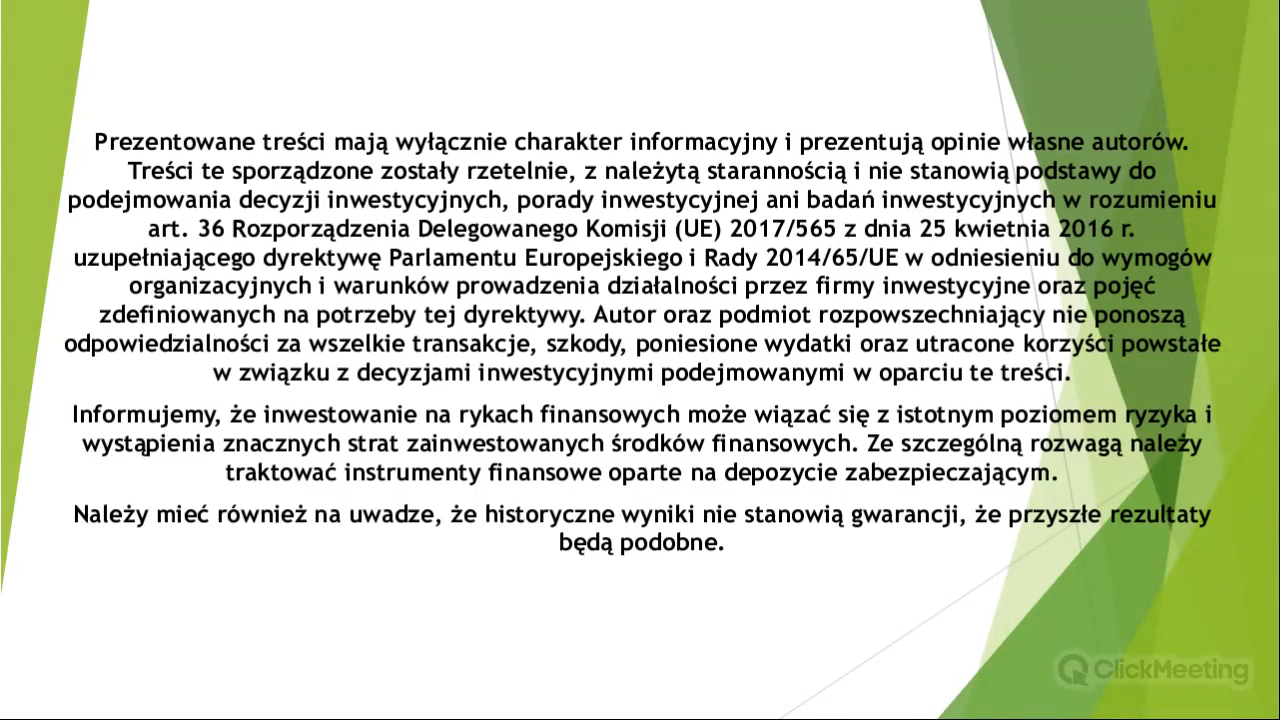 Prezentowane treści mają wyłącznie charakter informacyjny i prezentują opinie własne autorów.
Treści te sporządzone zostały rzetelnie, z należytą starannością i nie stanowią podstawy do
podejmowania decyzji inwestycyjnych, porady inwestycyjnej ani badań inwestycyjnych w rozumieniu
art. 36 Rozporządzenia Delegowanego Komisji (UE) 2017/565 z dnia 25 kwietnia 2016 r.
uzupełniającego dyrektywę Parlamentu Europejskiego i Rady 2014/65/UE w odniesieniu do wymogów
organizacyjnych i warunków prowadzenia działalności przez firmy inwestycyjne oraz pojęć
zdefiniowanych na potrzeby tej dyrektywy. Autor oraz podmiot rozpowszechniający nie ponoszą
odpowiedzialności za wszelkie transakcje, szkody, poniesione wydatki oraz utracone korzyści powstałe
w związku z decyzjami inwestycyjnymi podejmowanymi w oparciu te treści.
Informujemy, że inwestowanie na rykach finansowych może wiązać się z istotnym poziomem ryzyka i
wystąpienia znacznych strat zainwestowanych środków finansowych. Ze szczególną rozwagą należy
traktować instrumenty finansowe oparte na depozycie zabezpieczającym.
Należy mieć również na uwadze, że historyczne wyniki nie stanowią gwarancji, że przyszłe rezultaty
będą podobne.
ClickMeeting